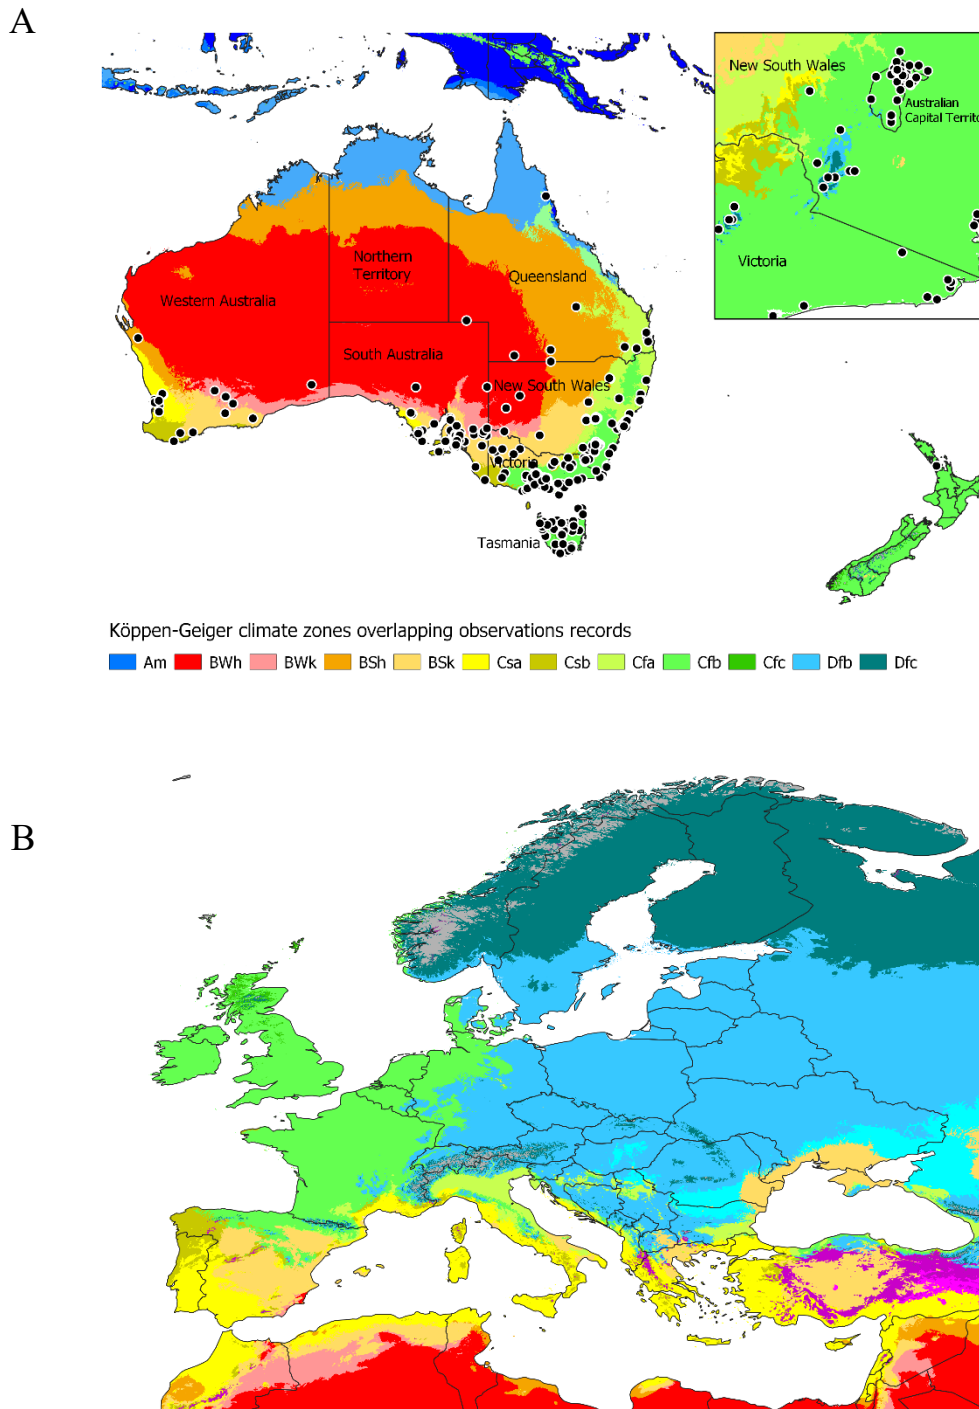 A
New South Wales
Australian
Capital Territo
Victoria
Northern
Territory
Queensland
Western Australia
South Australia
New South Wales
Victoria
Tasmania
Köppen-Geiger climate zones overlapping observations records
Am BWh BWk BSh BSk Csa Csb Cfa Cfb Cfc Dfb Dfc
B